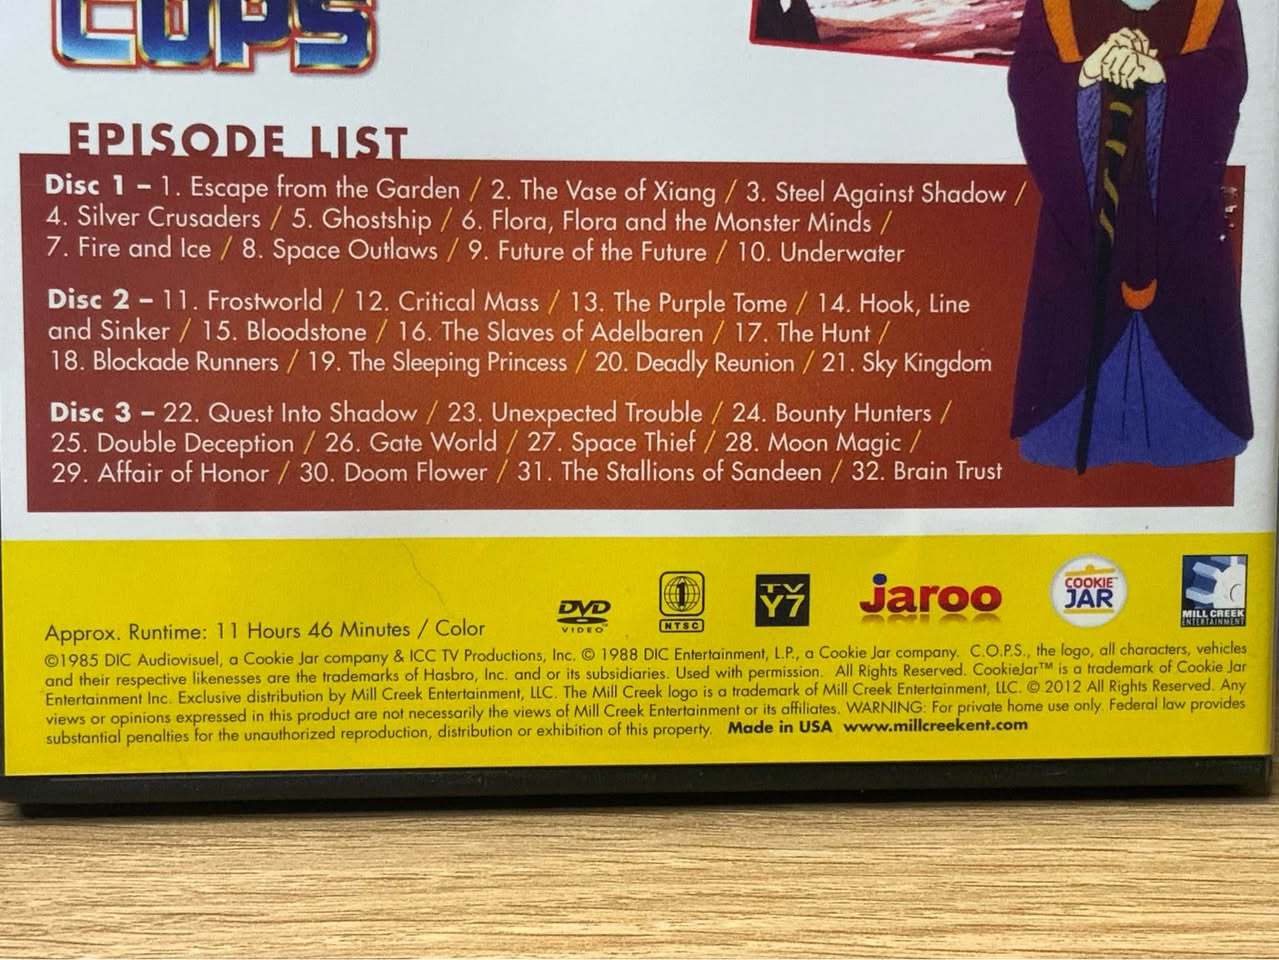 COPS
EPISODE LIST
Disc 1 – 1. Escape from the Garden / 2. The Vase of Xiang / 3. Steel Against Shadow /
4. Silver Crusaders / 5. Ghostship / 6. Flora, Flora and the Monster Minds /
7. Fire and Ice / 8. Space Outlaws / 9. Future of the Future / 10. Underwater
Disc 2 – 11. Frostworld / 12. Critical Mass / 13. The Purple Tome / 14. Hook, Line
and Sinker / 15. Bloodstone / 16. The Slaves of Adelbaren / 17. The Hunt /
18. Blockade Runners / 19. The Sleeping Princess / 20. Deadly Reunion / 21. Sky Kingdom
Disc 3 – 22. Quest Into Shadow / 23. Unexpected Trouble / 24. Bounty Hunters /
25. Double Deception / 26. Gate World / 27. Space Thief / 28. Moon Magic /
29. Affair of Honor / 30. Doom Flower / 31. The Stallions of Sandeen / 32. Brain Trust
Approx. Runtime: 11 Hours 46 Minutes / Color
DVD
VIDEO™
1
NTSC
TV
Y7
jaroo
COOKIE
JAR™
MILL CREEK
ENTERTAINMENT
©1985 DIC Audiovisuel, a Cookie Jar company & ICC TV Productions, Inc. © 1988 DIC Entertainment, L.P., a Cookie Jar company. C.O.P.S., the logo, all characters, vehicles
and their respective likenesses are the trademarks of Hasbro, Inc. and or its subsidiaries. Used with permission. All Rights Reserved. CookieJar™ is a trademark of Cookie Jar
Entertainment Inc. Exclusive distribution by Mill Creek Entertainment, LLC. The Mill Creek logo is a trademark of Mill Creek Entertainment, LLC. © 2012 All Rights Reserved. Any
views or opinions expressed in this product are not necessarily the views of Mill Creek Entertainment or its affiliates. WARNING: For private home use only. Federal law provides
substantial penalties for the unauthorized reproduction, distribution or exhibition of this property. Made in USA www.millcreekent.com